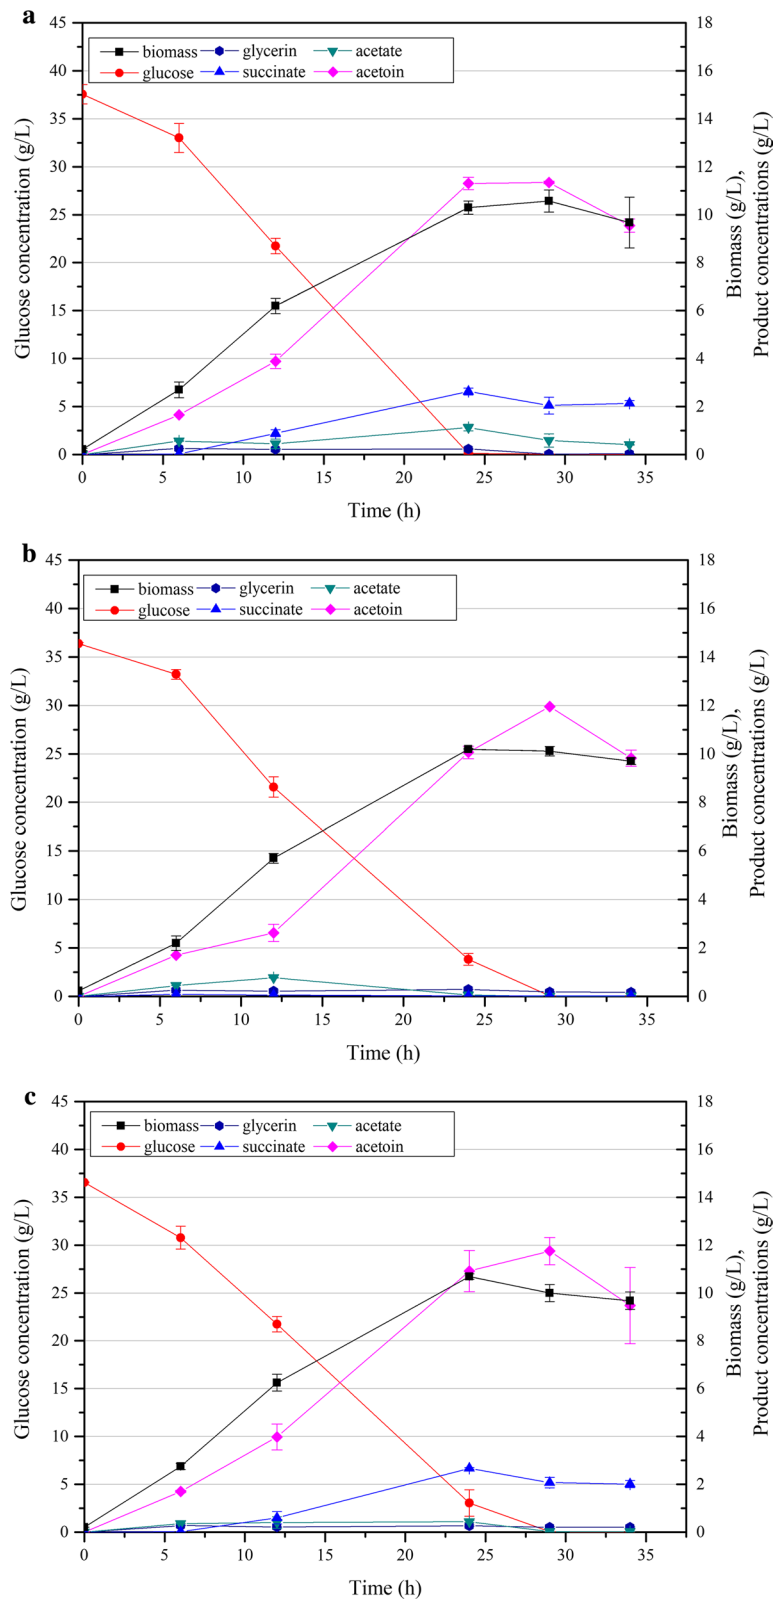 a
45
40
35
30
25
20
15
10
5
0
Glucose concentration (g/L)
biomass glycerin acetate
glucose succinate acetoin
18
16
14
12
10
8
6
4
2
0
Biomass (g/L),
Product concentrations (g/L)
0 5 10 15 20 25 30 35
Time (h)
b
45
40
35
30
25
20
15
10
5
0
Glucose concentration (g/L)
biomass glycerin acetate
glucose succinate acetoin
18
16
14
12
10
8
6
4
2
0
Biomass (g/L),
Product concentrations (g/L)
0 5 10 15 20 25 30 35
Time (h)
c
45
40
35
30
25
20
15
10
5
0
Glucose concentration (g/L)
biomass glycerin acetate
glucose succinate acetoin
18
16
14
12
10
8
6
4
2
0
Biomass (g/L),
Product concentrations (g/L)
0 5 10 15 20 25 30 35
Time (h)